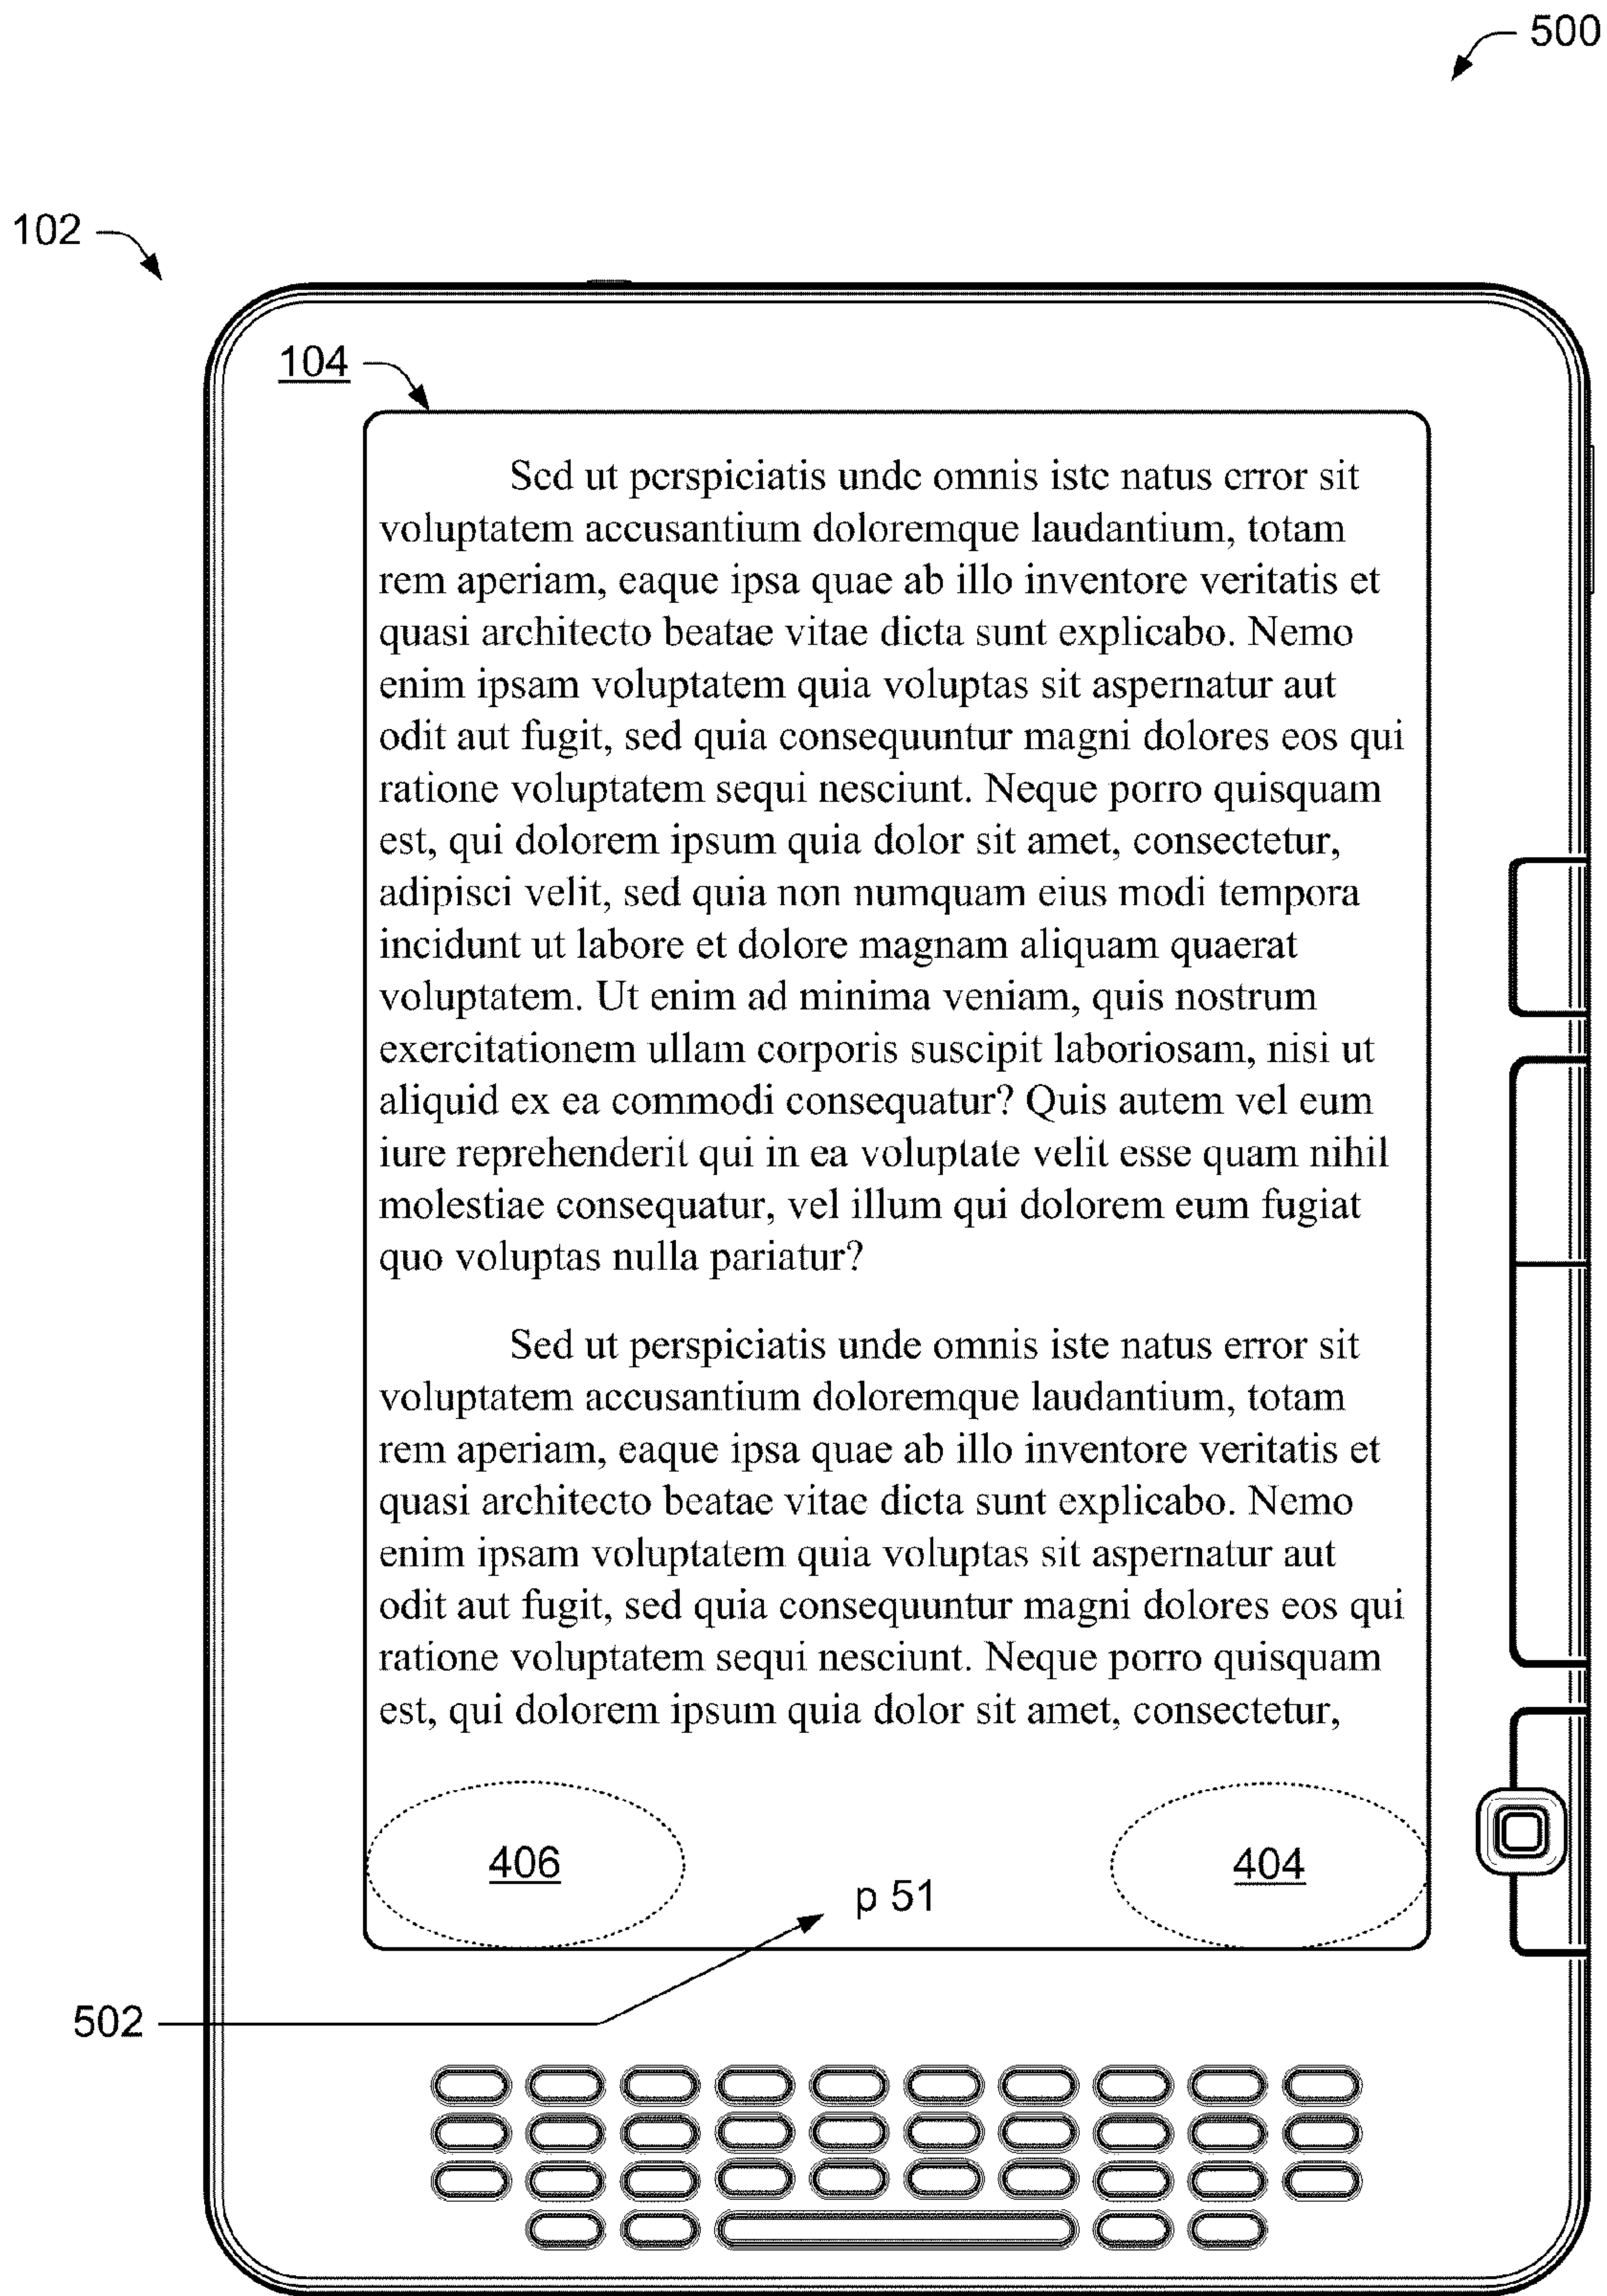 500
102
104
Sed ut perspiciatis unde omnis iste natus error sit
voluptatem accusantium doloremque laudantium, totam
rem aperiam, eaque ipsa quae ab illo inventore veritatis et
quasi architecto beatae vitae dicta sunt explicabo. Nemo
enim ipsam voluptatem quia voluptas sit aspernatur aut
odit aut fugit, sed quia consequuntur magni dolores eos qui
ratione voluptatem sequi nesciunt. Neque porro quisquam
est, qui dolorem ipsum quia dolor sit amet, consectetur,
adipisci velit, sed quia non numquam eius modi tempora
incidunt ut labore et dolore magnam aliquam quaerat
voluptatem. Ut enim ad minima veniam, quis nostrum
exercitationem ullam corporis suscipit laboriosam, nisi ut
aliquid ex ea commodi consequatur? Quis autem vel eum
iure reprehenderit qui in ea voluptate velit esse quam nihil
molestiae consequatur, vel illum qui dolorem eum fugiat
quo voluptas nulla pariatur?
Sed ut perspiciatis unde omnis iste natus error sit
voluptatem accusantium doloremque laudantium, totam
rem aperiam, eaque ipsa quae ab illo inventore veritatis et
quasi architecto beatae vitae dicta sunt explicabo. Nemo
enim ipsam voluptatem quia voluptas sit aspernatur aut
odit aut fugit, sed quia consequuntur magni dolores eos qui
ratione voluptatem sequi nesciunt. Neque porro quisquam
est, qui dolorem ipsum quia dolor sit amet, consectetur,
406
404
p 51
502